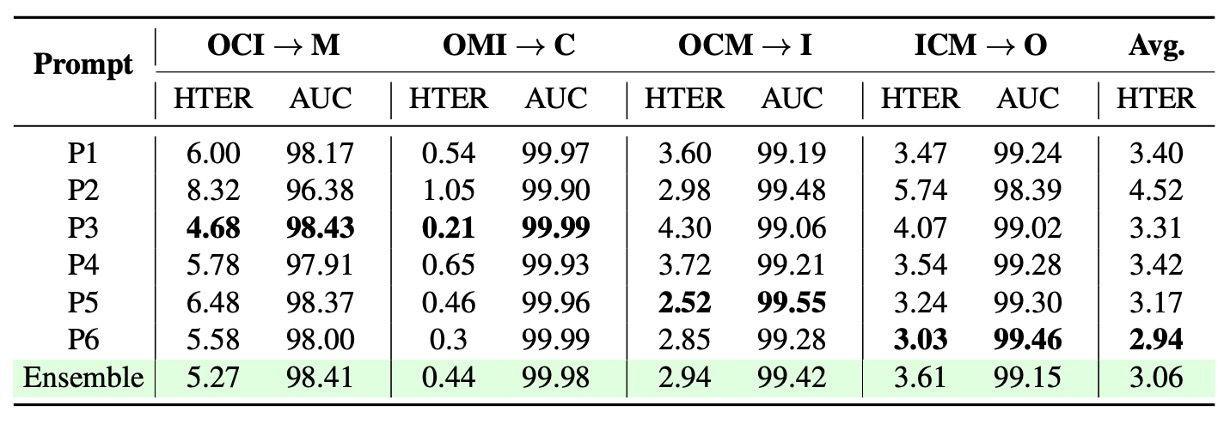 Prompt OCI → M OMI → C OCM → I ICM → O Avg.
HTER AUC HTER AUC HTER AUC HTER AUC HTER
P1 6.00 98.17 0.54 99.97 3.60 99.19 3.47 99.24 3.40
P2 8.32 96.38 1.05 99.90 2.98 99.48 5.74 98.39 4.52
P3 4.68 98.43 0.21 99.99 4.30 99.06 4.07 99.02 3.31
P4 5.78 97.91 0.65 99.93 3.72 99.21 3.54 99.28 3.42
P5 6.48 98.37 0.46 99.96 2.52 99.55 3.24 99.30 3.17
P6 5.58 98.00 0.3 99.99 2.85 99.28 3.03 99.46 2.94
Ensemble 5.27 98.41 0.44 99.98 2.94 99.42 3.61 99.15 3.06